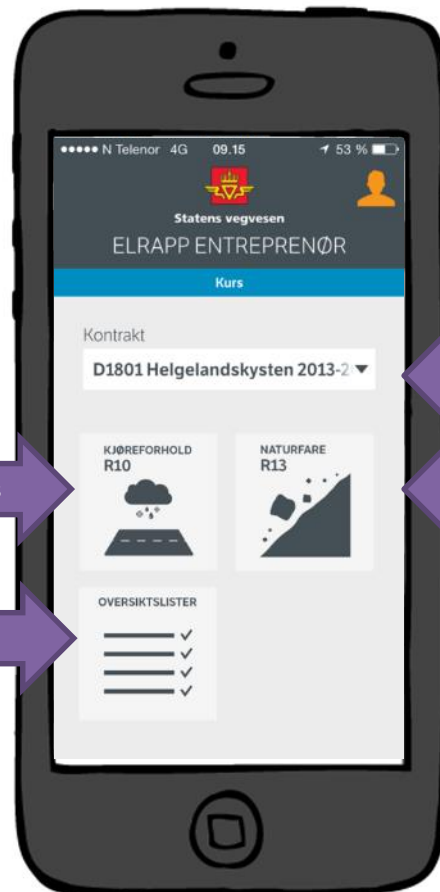 N Telenor 4G 09.15 53 %
Statens vegvesen
ELRAPP ENTREPRENØR
Kurs
Kontrakt
D1801 Helgelandskysten 2013-2
KJØREFORHOLD
R10
NATURFARE
R13
OVERSIKTSLISTER